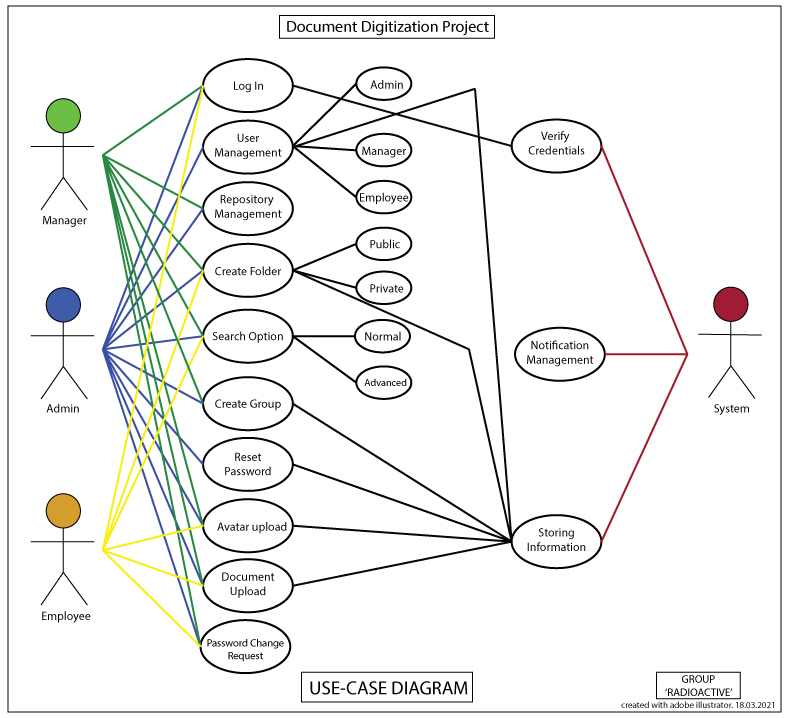 Document Digitization Project
Log In
Admin
User
Management
Manager
Verify
Credentials
Repository
Management
Employee
Manager
Create Folder
Public
Private
Search Option
Normal
Notification
Management
Advanced
Admin
System
Create Group
Reset
Password
Avatar upload
Storing
Information
Document
Upload
Employee
Password Change
Request
USE-CASE DIAGRAM
GROUP
'RADIOACTIVE'
created with adobe illustrator. 18.03.2021